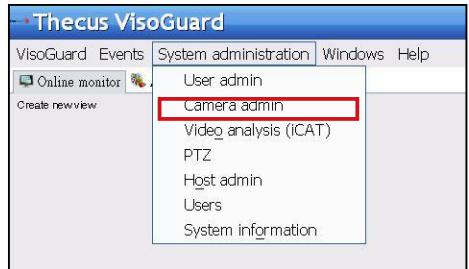 Thecus VisoGuard
VisoGuard Events System administration Windows Help
Online monitor
Create new view
User admin
Camera admin
Video analysis (iCAT)
PTZ
Host admin
Users
System information